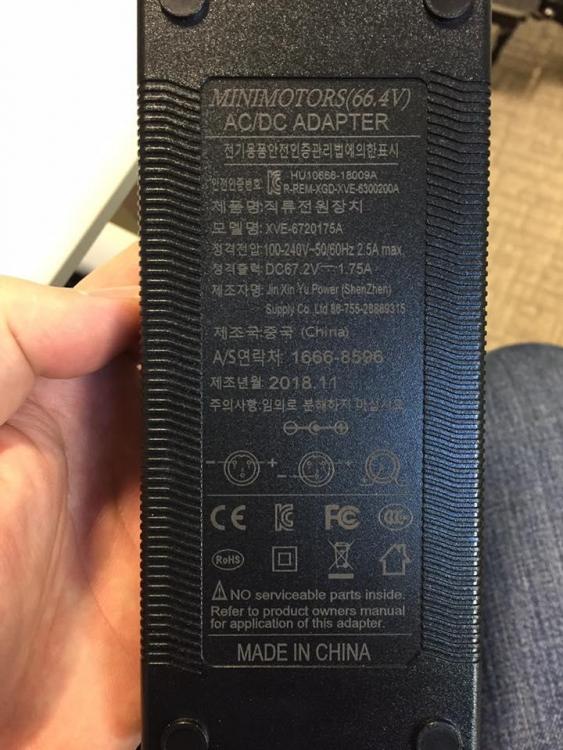 MINIMOTORS(66.4V)
AC/DC ADAPTER
전기용품안전인증관리법에의한표시
안전인증번호: HU10666-18009A
R-REM-XGD-XVE-6300200A
제품명:직류전원장치
모델명:XVE-6720175A
정격전압:100-240V~50/60Hz 2.5A max.
정격출력:DC67.2V⎓1.75A
제조자명: Jin Xin Yu Power (ShenZhen)
Supply Co. Ltd 86-755-28889315
제조국:중국 (China)
A/S연락처: 1666-8596
제조년월: 2018.11
주의사항:임의로 분해하지 마십시요
CE KC FC CCC
RoHS
NO serviceable parts inside.
Refer to product owners manual
for application of this adapter.
MADE IN CHINA